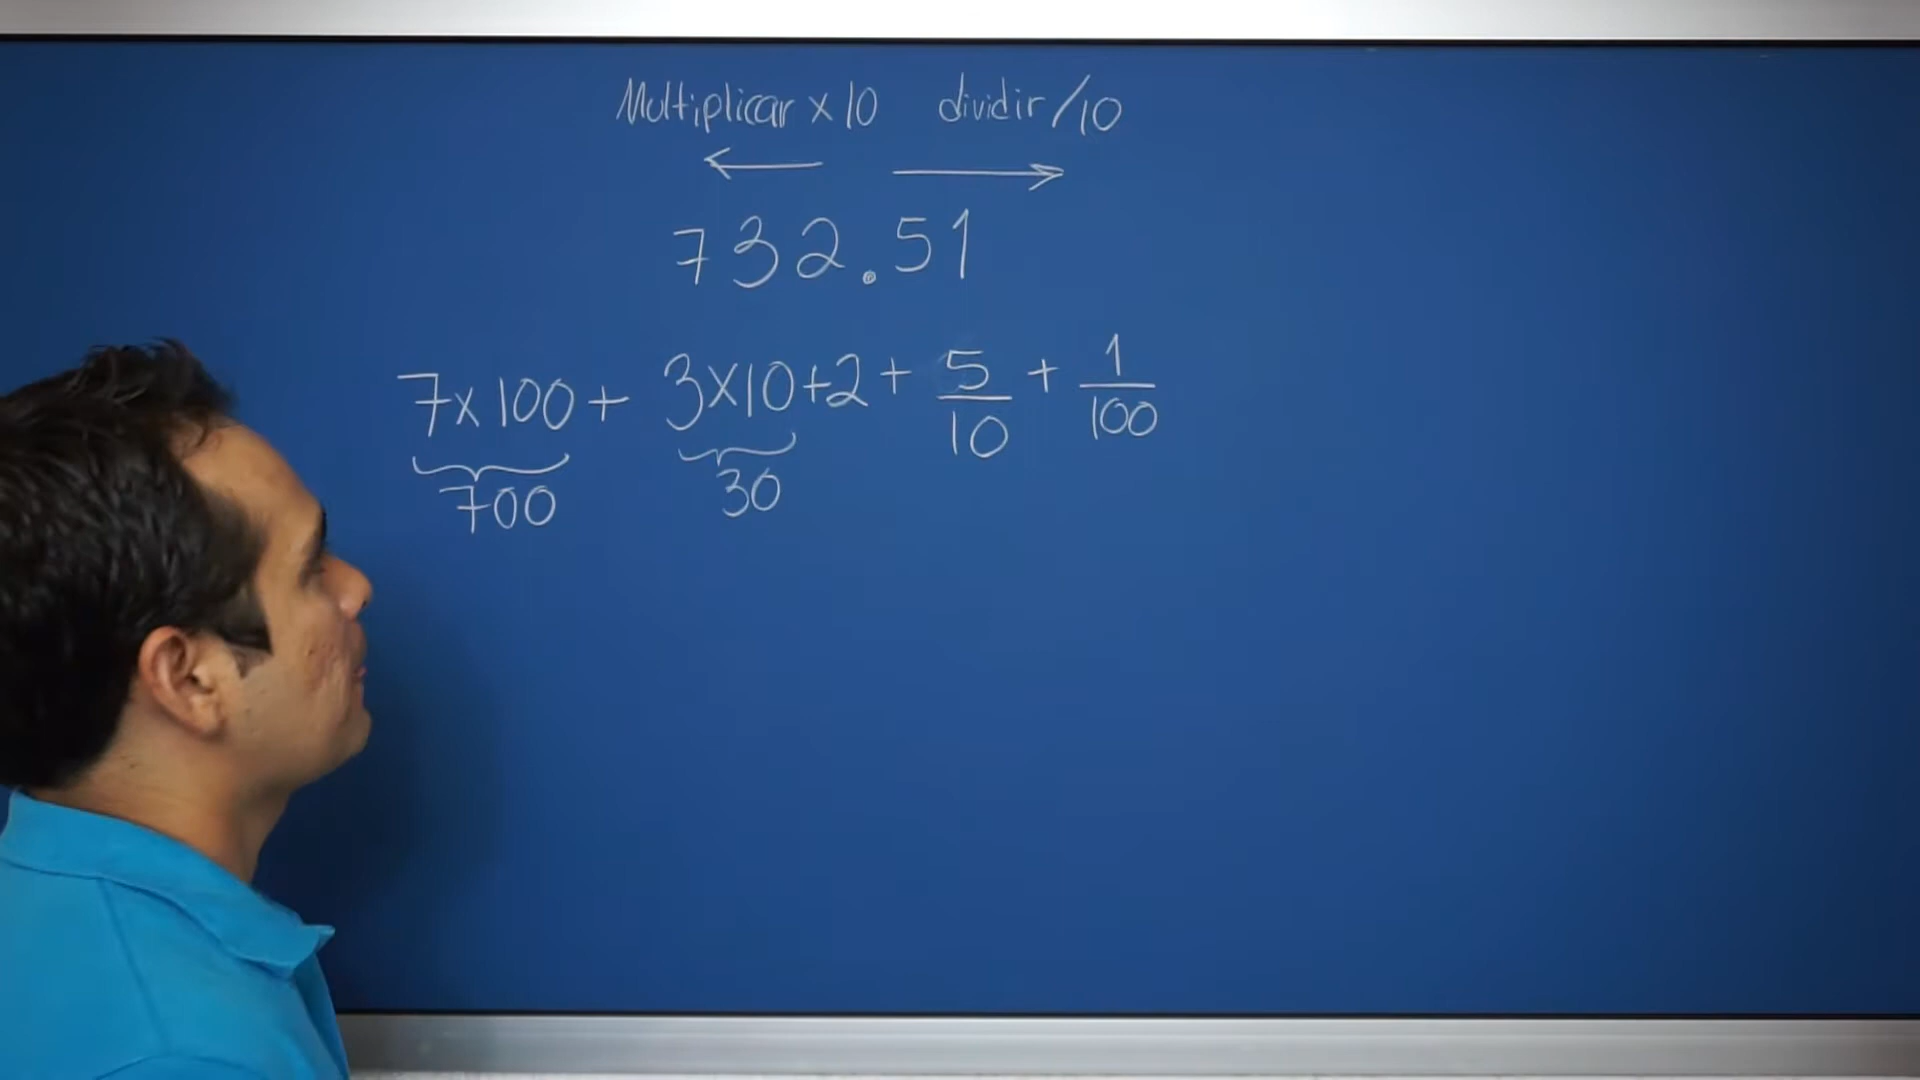 Multiplicar x 10 dividir /10
732.51
7x100 + 3x10+2+ 5/10 + 1/100
700 30